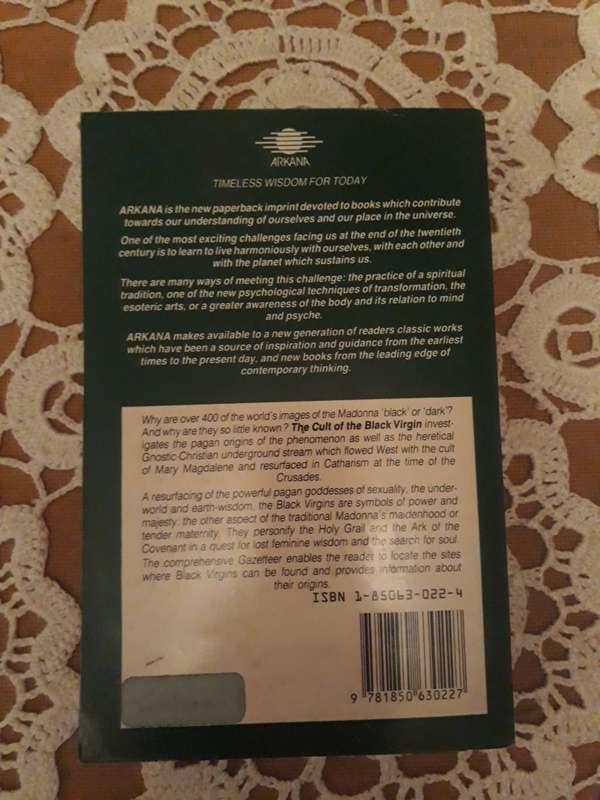 ARKANA
TIMELESS WISDOM FOR TODAY
ARKANA is the new paperback imprint devoted to books which contribute
towards our understanding of ourselves and our place in the universe.
One of the most exciting challenges facing us at the end of the twentieth
century is to learn to live harmoniously with ourselves, with each other and
with the planet which sustains us.
There are many ways of meeting this challenge: the practice of a spiritual
tradition, one of the new psychological techniques of transformation, the
esoteric arts, or a greater awareness of the body and its relation to mind
and psyche.
ARKANA makes available to a new generation of readers classic works
which have been a source of inspiration and guidance from the earliest
times to the present day, and new books from the leading edge of
contemporary thinking.
Why are over 400 of the world's images of the Madonna 'black' or 'dark'?
And why are they so little known? The Cult of the Black Virgin invest-
igates the pagan origins of the phenomenon as well as the heretical
Gnostic-Christian underground stream which flowed West with the cult
of Mary Magdalene and resurfaced in Catharism at the time of the
Crusades.
A resurfacing of the powerful pagan goddesses of sexuality, the under-
world and earth-wisdom, the Black Virgins are symbols of power and
majesty: the other aspect of the traditional Madonna's maidenhood or
tender maternity. They personify the Holy Grail and the Ark of the
Covenant in a quest for lost feminine wisdom and the search for soul.
The comprehensive Gazetteer enables the reader to locate the sites
where Black Virgins can be found and provides information about
their origins.
ISBN 1-85063-022-4
9 781850 630227